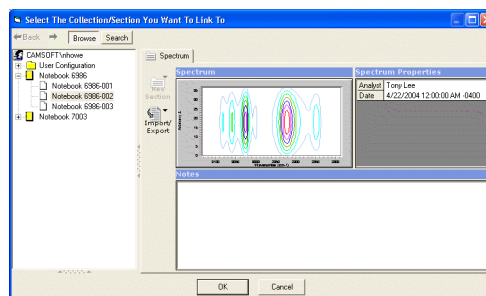 Select The Collection/Section You Want To Link To
Back Browse Search
CAMSOFT\nhowe
User Configuration
Notebook 6986
Notebook 6986-001
Notebook 6986-002
Notebook 6986-003
Notebook 7003
Spectrum
New Section
Import/
Export
Spectrum
Spectrum Properties
Analyst Tony Lee
Date 4/22/2004 12:00:00 AM -0400
Notes
OK Cancel